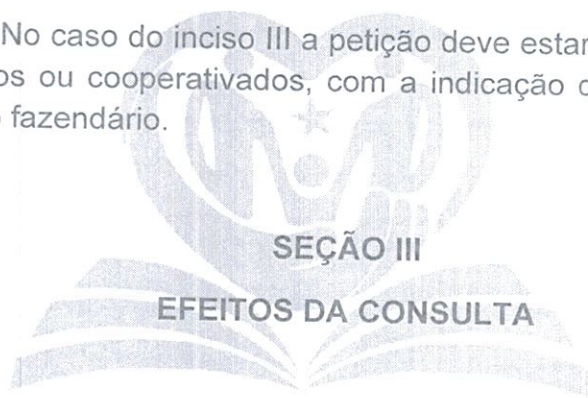 No caso do inciso III a petição deve estar
os ou cooperativados, com a indicação
fazendário.
SEÇÃO III
EFEITOS DA CONSULTA